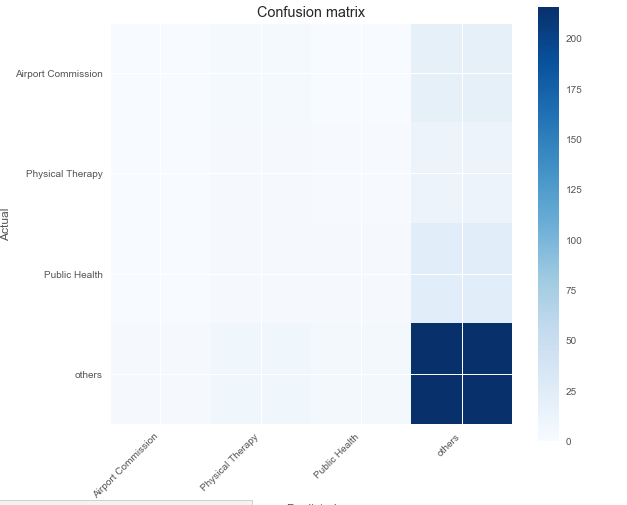 Confusion matrix
Actual
Airport Commission
Physical Therapy
Public Health
others
Airport Commission
Physical Therapy
Public Health
others
200
175
150
125
100
75
50
25
0